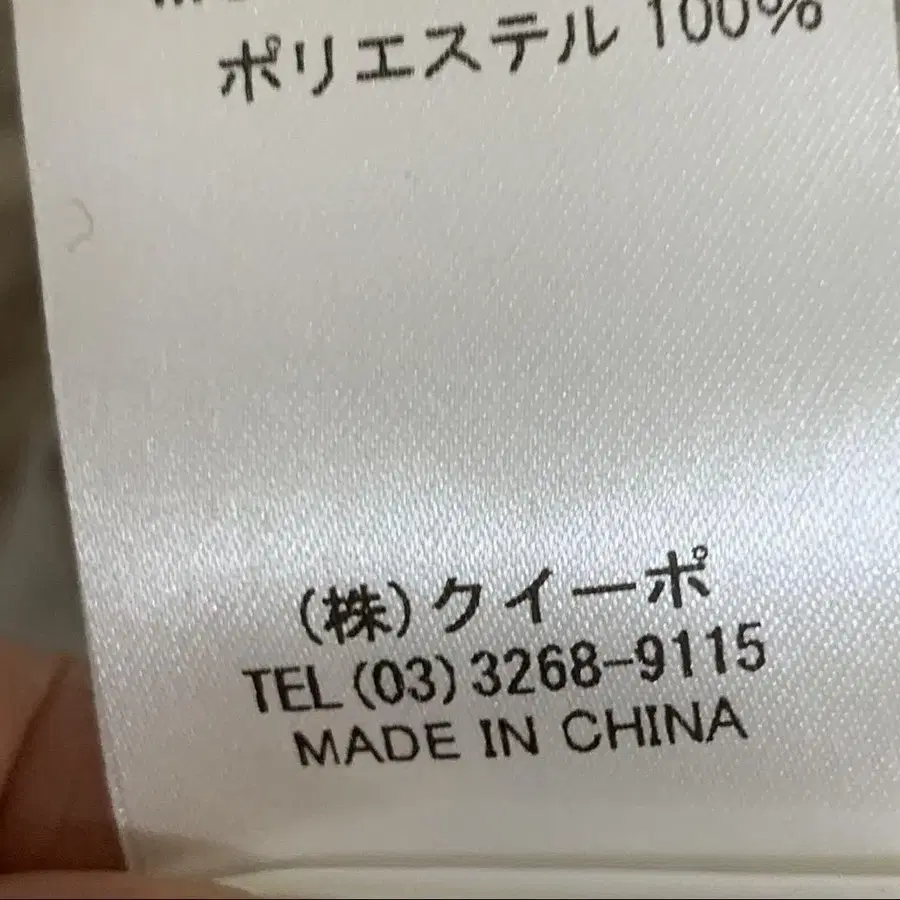 ポリエステル 100%
(株)クイーポ
TEL(03)3268-9115
MADE IN CHINA